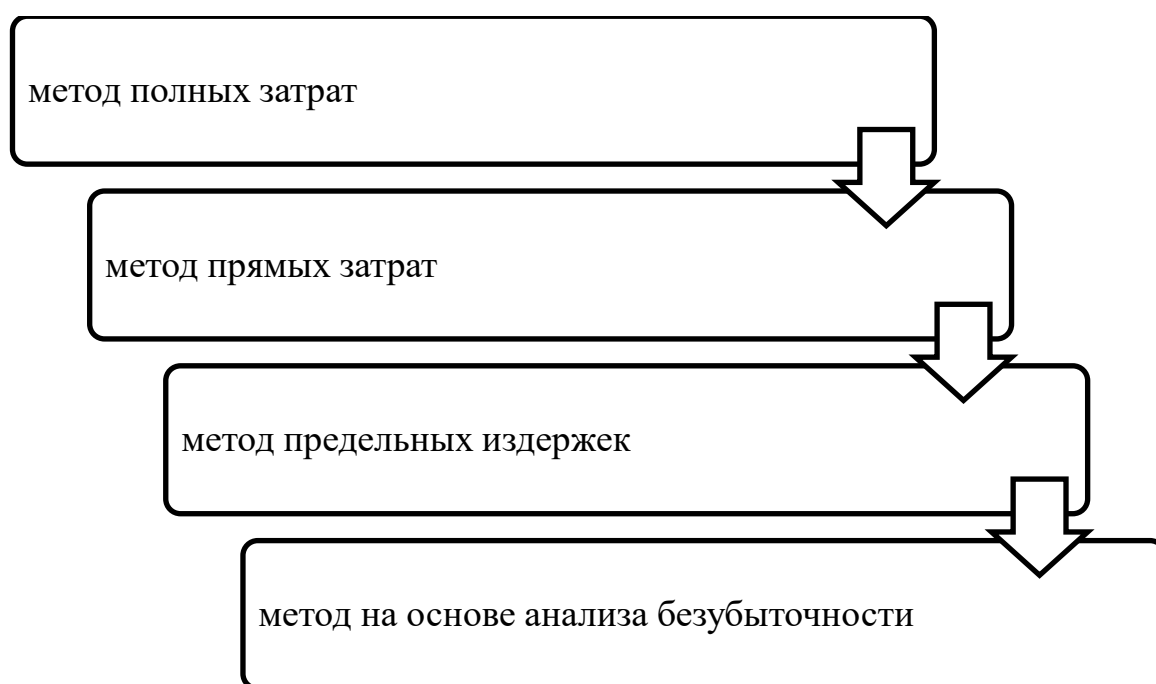 метод полных затрат
метод прямых затрат
метод предельных издержек
метод на основе анализа безубыточности